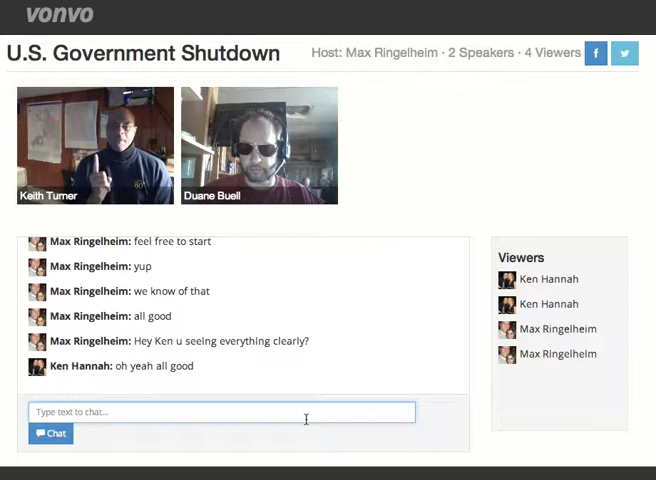 vonvo
U.S. Government Shutdown
Host: Max Ringelheim · 2 Speakers · 4 Viewers
Keith Turner
Duane Buell
Max Ringelheim: feel free to start
Max Ringelheim: yup
Max Ringelheim: we know of that
Max Ringelheim: all good
Max Ringelheim: Hey Ken u seeing everything clearly?
Ken Hannah: oh yeah all good
Type text to chat...
Chat
Viewers
Ken Hannah
Ken Hannah
Max Ringelheim
Max Ringelheim